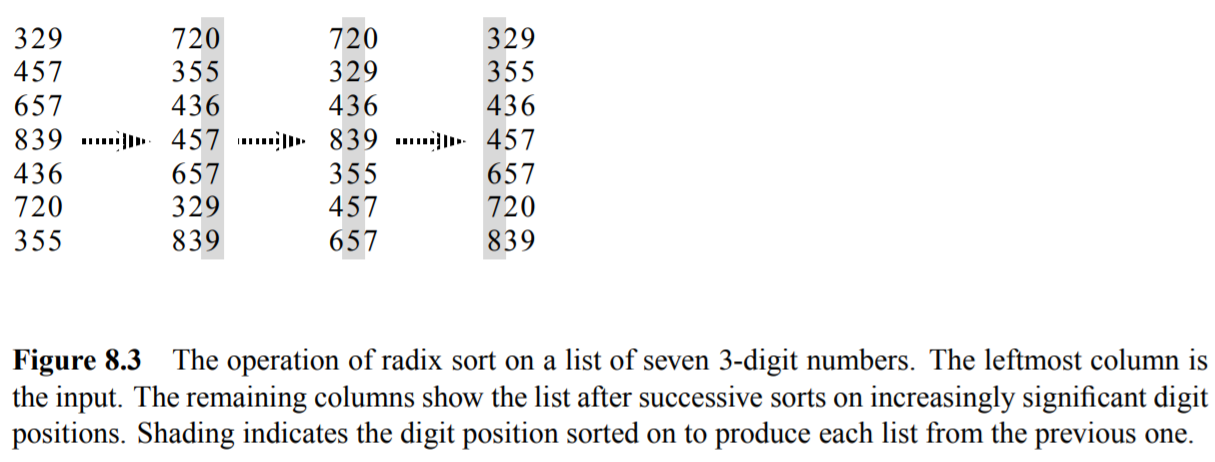 329 720 720 329
457 355 329 355
657 436 436 436
839 457 839 457
436 657 355 657
720 329 457 720
355 839 657 839
Figure 8.3 The operation of radix sort on a list of seven 3-digit numbers. The leftmost column is
the input. The remaining columns show the list after successive sorts on increasingly significant digit
positions. Shading indicates the digit position sorted on to produce each list from the previous one.